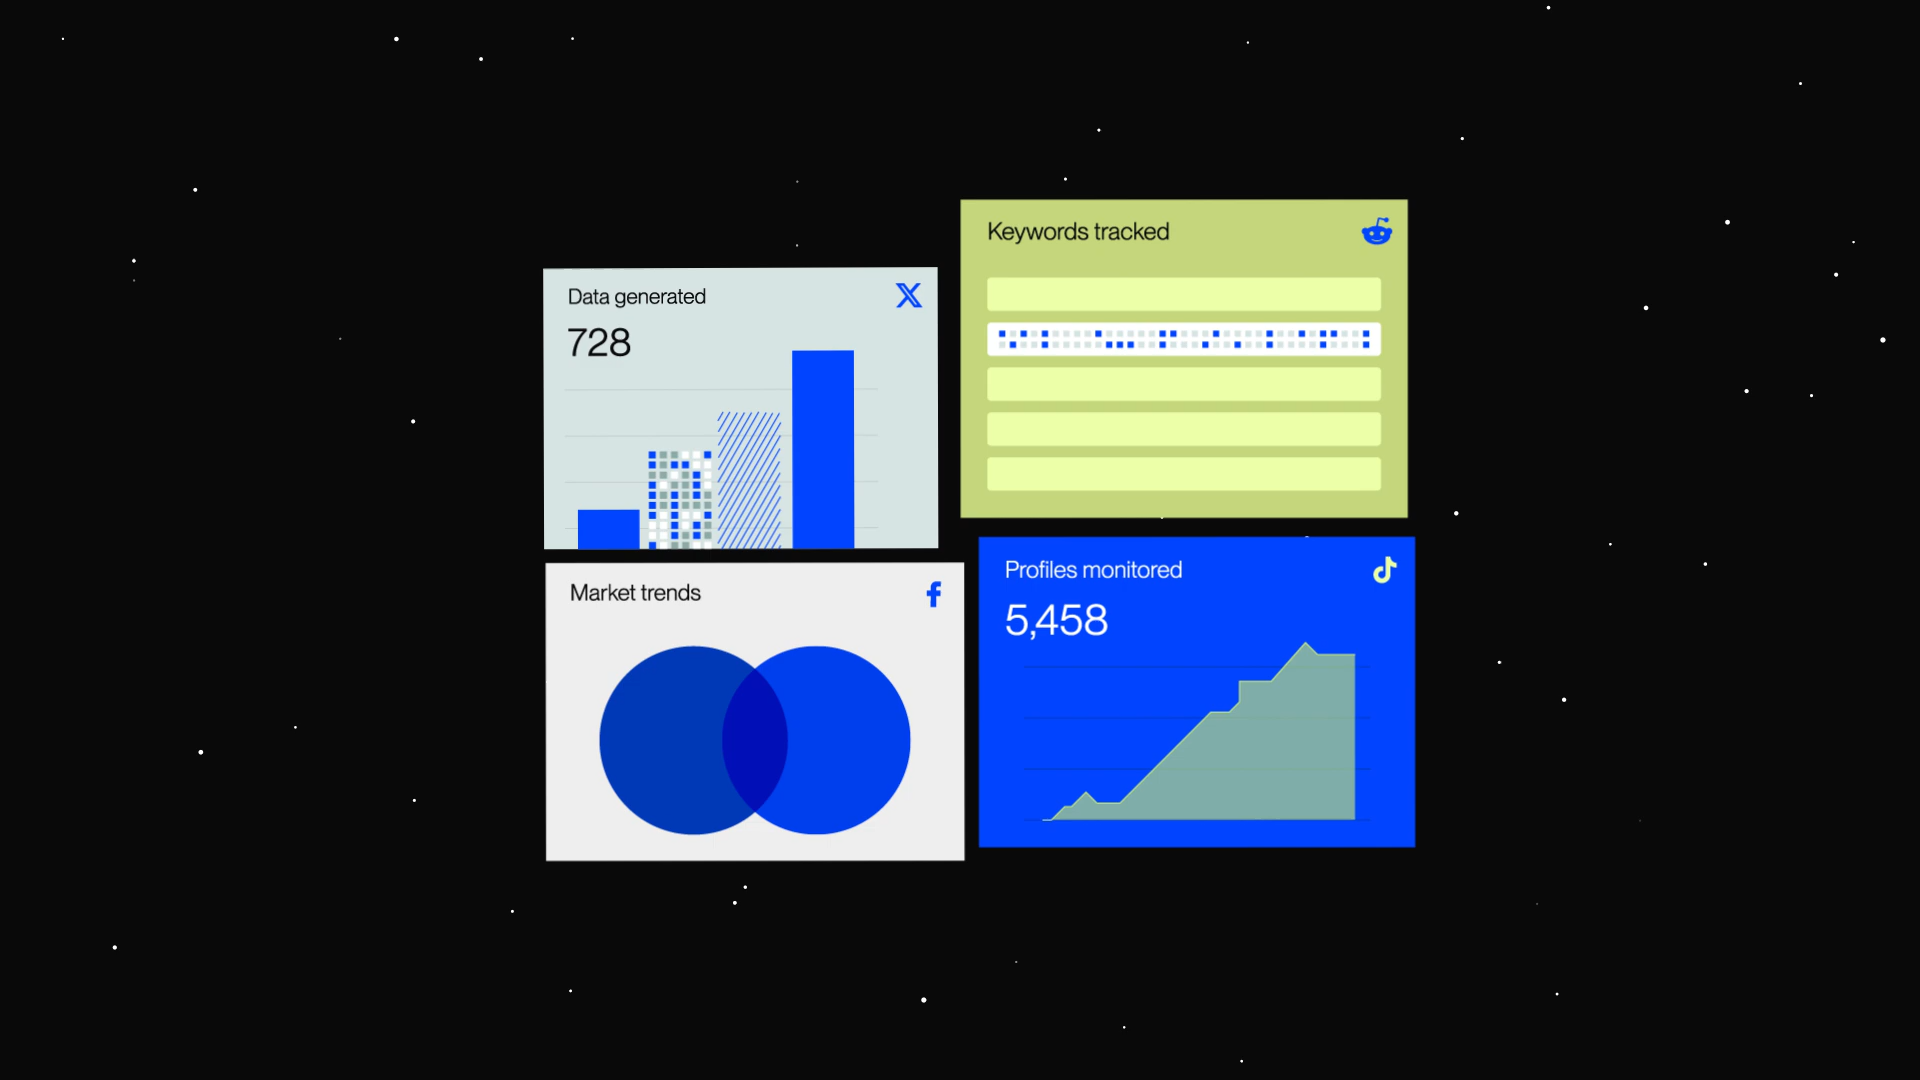 Data generated
728
Keywords tracked
Market trends
Profiles monitored
5,458